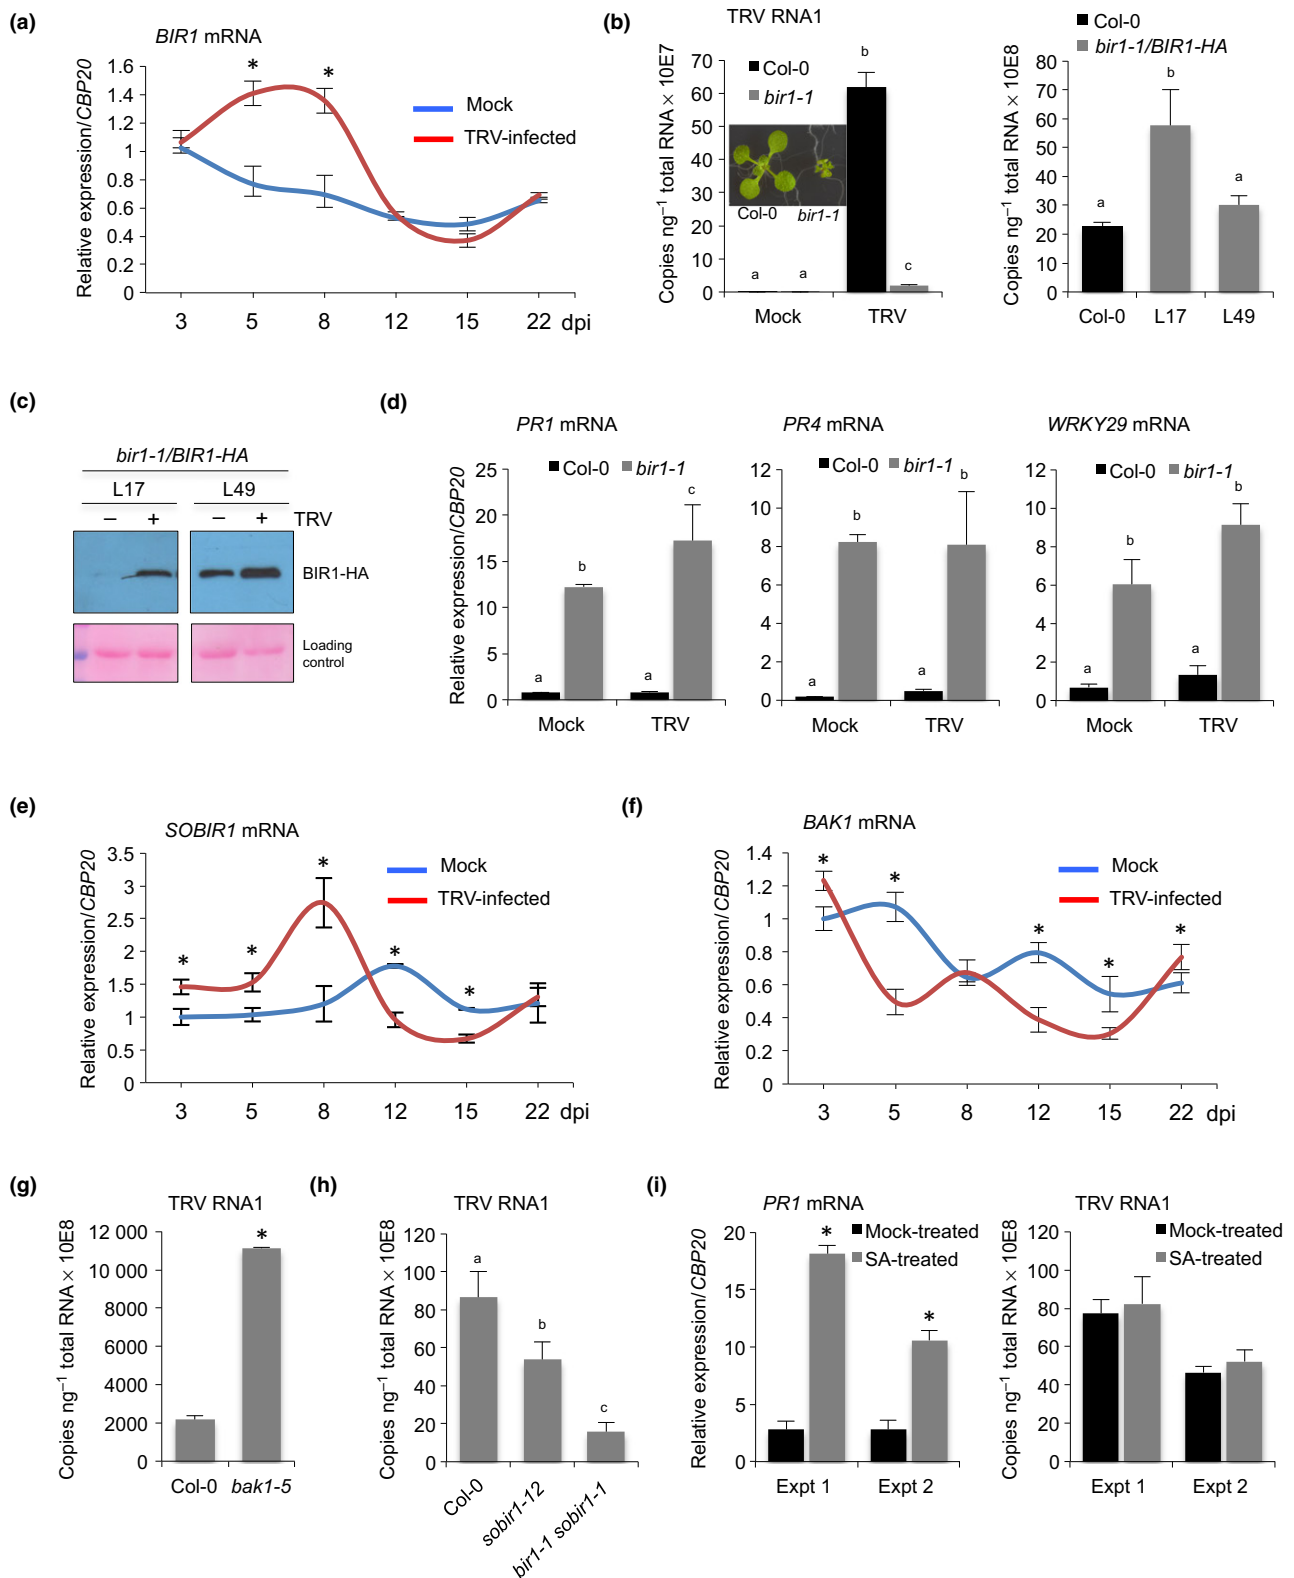 (a)
BIR1 mRNA
Relative expression/CBP20
1.6
1.4
1.2
1
0.8
0.6
0.4
0.2
0
* *
Mock
TRV-infected
3 5 8 12 15 22 dpi
(b)
TRV RNA1
Copies ng⁻¹ total RNA × 10E7
70
60
50
40
30
20
10
0
Col-0
bir1-1
Col-0 bir1-1
a a b c
Mock TRV
Col-0
bir1-1/BIR1-HA
Copies ng⁻¹ total RNA × 10E8
80
70
60
50
40
30
20
10
0
a b a
Col-0 L17 L49
(c)
bir1-1/BIR1-HA
L17 L49
– + – + TRV
BIR1-HA
Loading
control
(d)
PR1 mRNA
Relative expression/CBP20
25
20
15
10
5
0
Col-0 bir1-1
a b a c
Mock TRV
PR4 mRNA
12
10
8
6
4
2
0
Col-0 bir1-1
a b a b
Mock TRV
WRKY29 mRNA
12
10
8
6
4
2
0
Col-0 bir1-1
a b a b
Mock TRV
(e)
SOBIR1 mRNA
Relative expression/CBP20
3.5
3
2.5
2
1.5
1
0.5
0
* * * * *
Mock
TRV-infected
3 5 8 12 15 22 dpi
(f)
BAK1 mRNA
Relative expression/CBP20
1.4
1.2
1
0.8
0.6
0.4
0.2
0
* * * * *
Mock
TRV-infected
3 5 8 12 15 22 dpi
(g)
TRV RNA1
Copies ng⁻¹ total RNA × 10E8
12 000
10 000
8000
6000
4000
2000
0
*
Col-0 bak1-5
(h)
TRV RNA1
Copies ng⁻¹ total RNA × 10E8
120
100
80
60
40
20
0
a b c
Col-0
sobir1-12
bir1-1 sobir1-1
(i)
PR1 mRNA
Relative expression/CBP20
20
15
10
5
0
Mock-treated
SA-treated
* *
Expt 1 Expt 2
TRV RNA1
Copies ng⁻¹ total RNA × 10E8
120
100
80
60
40
20
0
Mock-treated
SA-treated
Expt 1 Expt 2